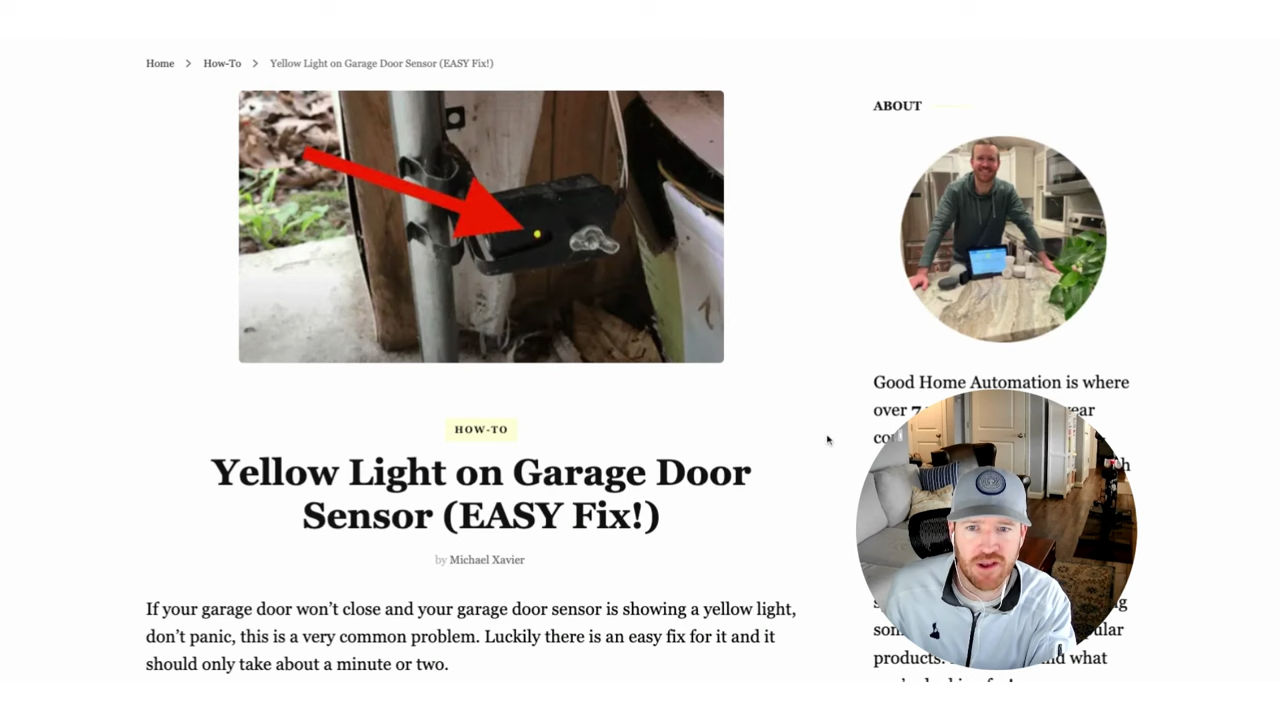 Home > How-To > Yellow Light on Garage Door Sensor (EASY Fix!)
ABOUT
Good Home Automation is where
over
HOW-TO
Yellow Light on Garage Door
Sensor (EASY Fix!)
by Michael Xavier
If your garage door won’t close and your garage door sensor is showing a yellow light,
don’t panic, this is a very common problem. Luckily there is an easy fix for it and it
should only take about a minute or two.
products.
what